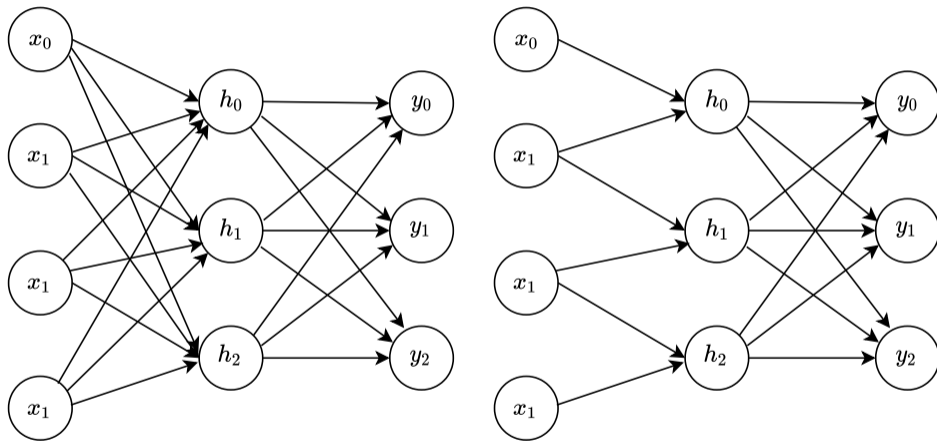 x₀
h₀
y₀
x₁
h₁
y₁
x₁
h₂
y₂
x₁
x₀
h₀
y₀
x₁
h₁
y₁
x₁
h₂
y₂
x₁